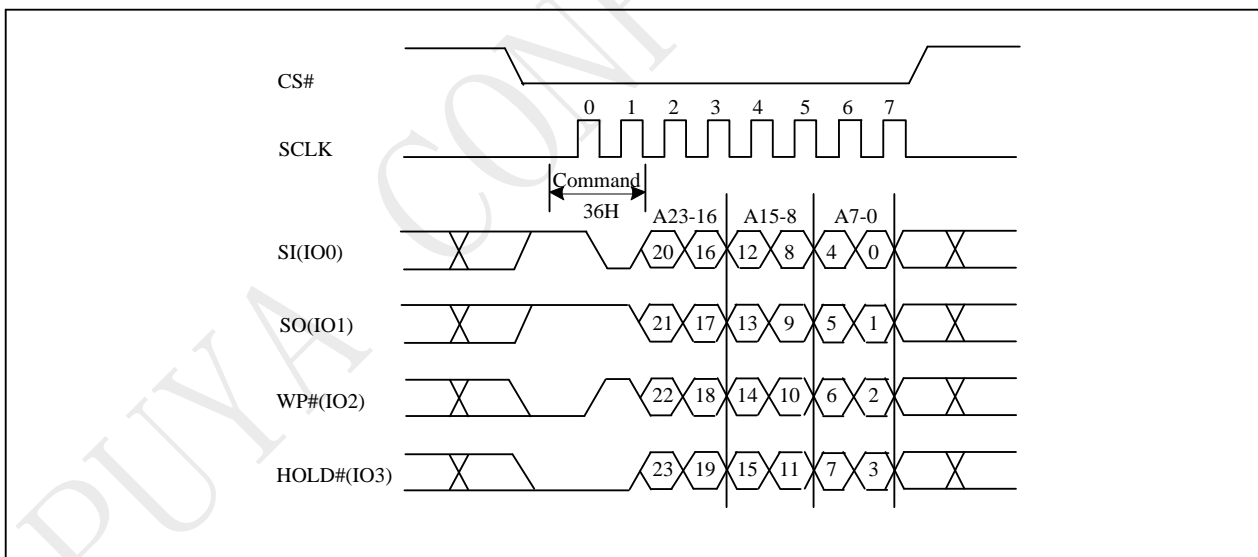 PUYA CONF
CS#
0 1 2 3 4 5 6 7
SCLK
Command
36H
A23-16 A15-8 A7-0
SI(IO0) 20 16 12 8 4 0
SO(IO1) 21 17 13 9 5 1
WP#(IO2) 22 18 14 10 6 2
HOLD#(IO3) 23 19 15 11 7 3